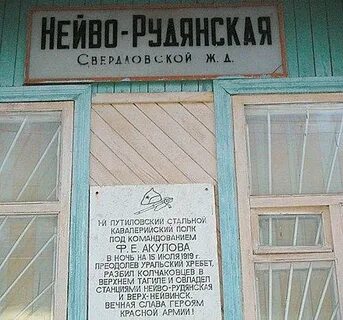 НЕЙВО-РУДЯНСКАЯ
СВЕРДЛОВСКОЙ Ж.Д.
1-Й ПУТИЛОВСКИЙ СТАЛЬНОЙ
КАВАЛЕРИЙСКИЙ ПОЛК
ПОД КОМАНДОВАНИЕМ
Ф. Е. АКУЛОВА
В НОЧЬ НА 15 ИЮЛЯ 1919 Г.
ПРЕОДОЛЕВ УРАЛЬСКИЙ ХРЕБЕТ,
РАЗБИЛ КОЛЧАКОВЦЕВ В
ВЕРХНЕМ ТАГИЛЕ И ОВЛАДЕЛ
СТАНЦИЯМИ НЕЙВО-РУДЯНСКАЯ
И ВЕРХ-НЕЙВИНСК.
ВЕЧНАЯ СЛАВА ГЕРОЯМ
КРАСНОЙ АРМИИ!